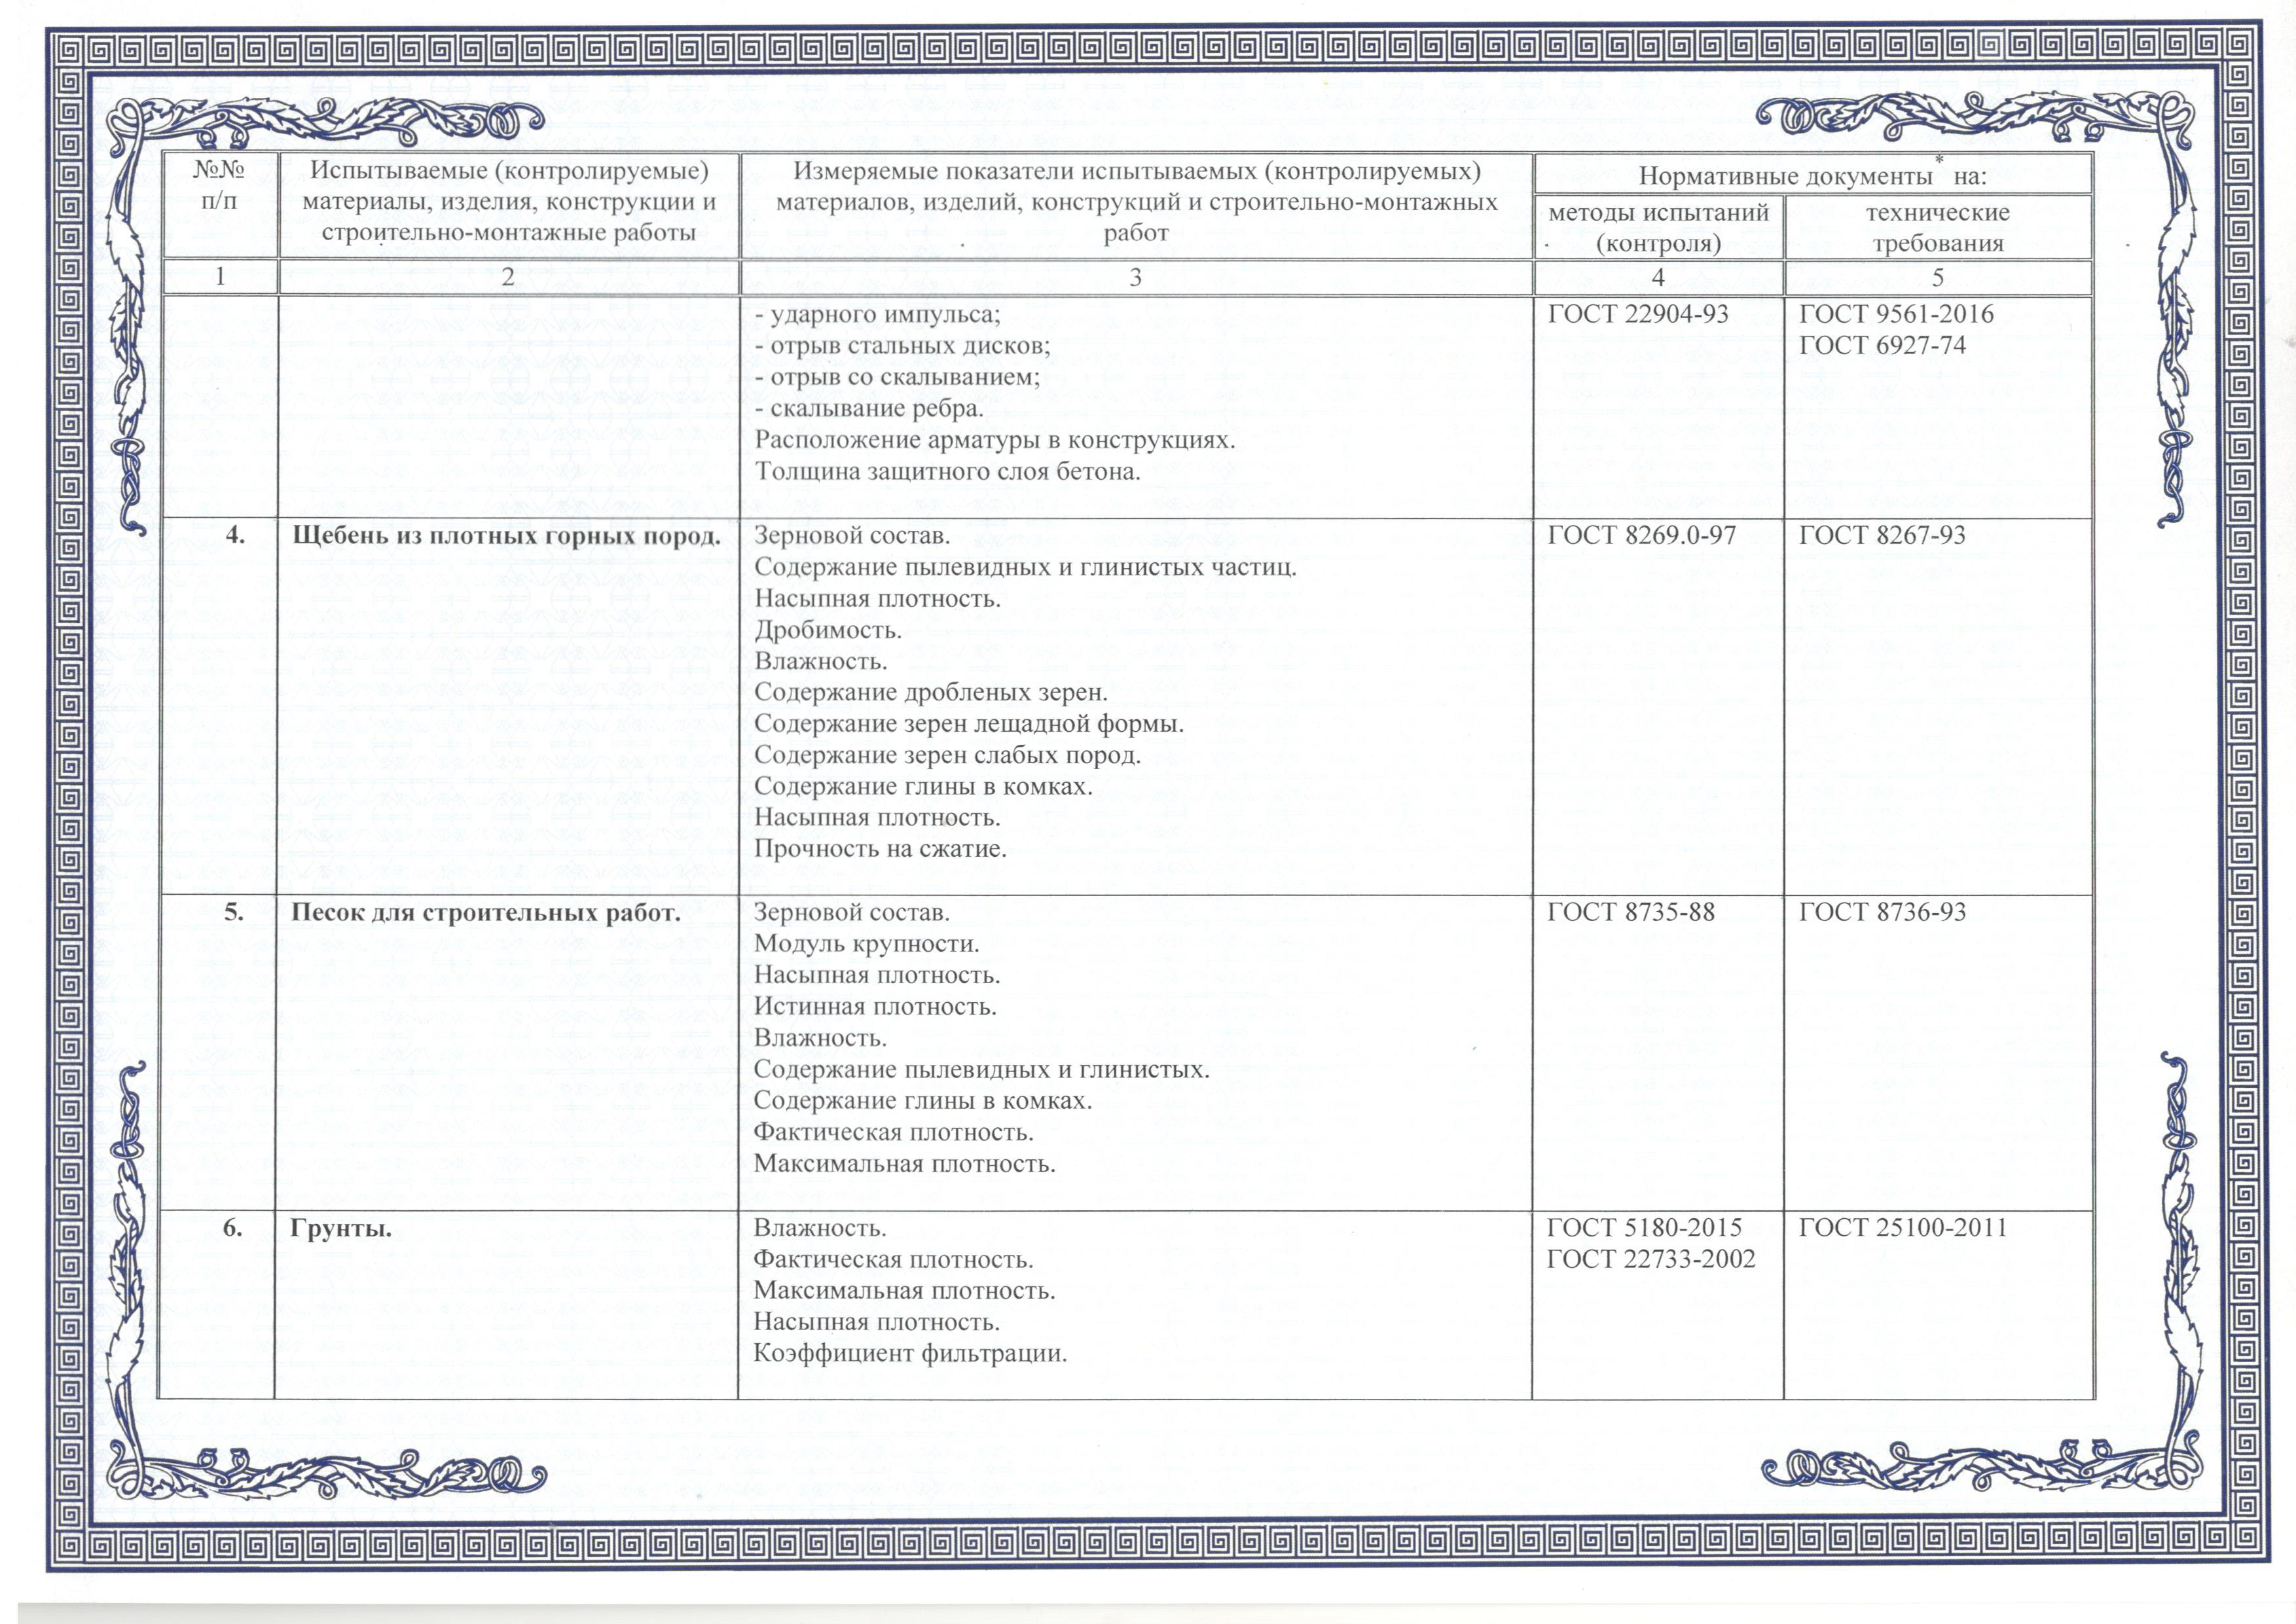 №№
п/п
Испытываемые (контролируемые)
материалы, изделия, конструкции и
строительно-монтажные работы
Измеряемые показатели испытываемых (контролируемых)
материалов, изделий, конструкций и строительно-монтажных
работ
Нормативные документы * на:
методы испытаний
(контроля)
технические
требования
1 2 3 4 5
- ударного импульса; ГОСТ 22904-93 ГОСТ 9561-2016
- отрыв стальных дисков; ГОСТ 6927-74
- отрыв со скалыванием;
- скалывание ребра.
Расположение арматуры в конструкциях.
Толщина защитного слоя бетона.
4. Щебень из плотных горных пород. Зерновой состав. ГОСТ 8269.0-97 ГОСТ 8267-93
Содержание пылевидных и глинистых частиц.
Насыпная плотность.
Дробимость.
Влажность.
Содержание дробленых зерен.
Содержание зерен лещадной формы.
Содержание зерен слабых пород.
Содержание глины в комках.
Насыпная плотность.
Прочность на сжатие.
5. Песок для строительных работ. Зерновой состав. ГОСТ 8735-88 ГОСТ 8736-93
Модуль крупности.
Насыпная плотность.
Истинная плотность.
Влажность.
Содержание пылевидных и глинистых.
Содержание глины в комках.
Фактическая плотность.
Максимальная плотность.
6. Грунты. Влажность. ГОСТ 5180-2015 ГОСТ 25100-2011
Фактическая плотность. ГОСТ 22733-2002
Максимальная плотность.
Насыпная плотность.
Коэффициент фильтрации.